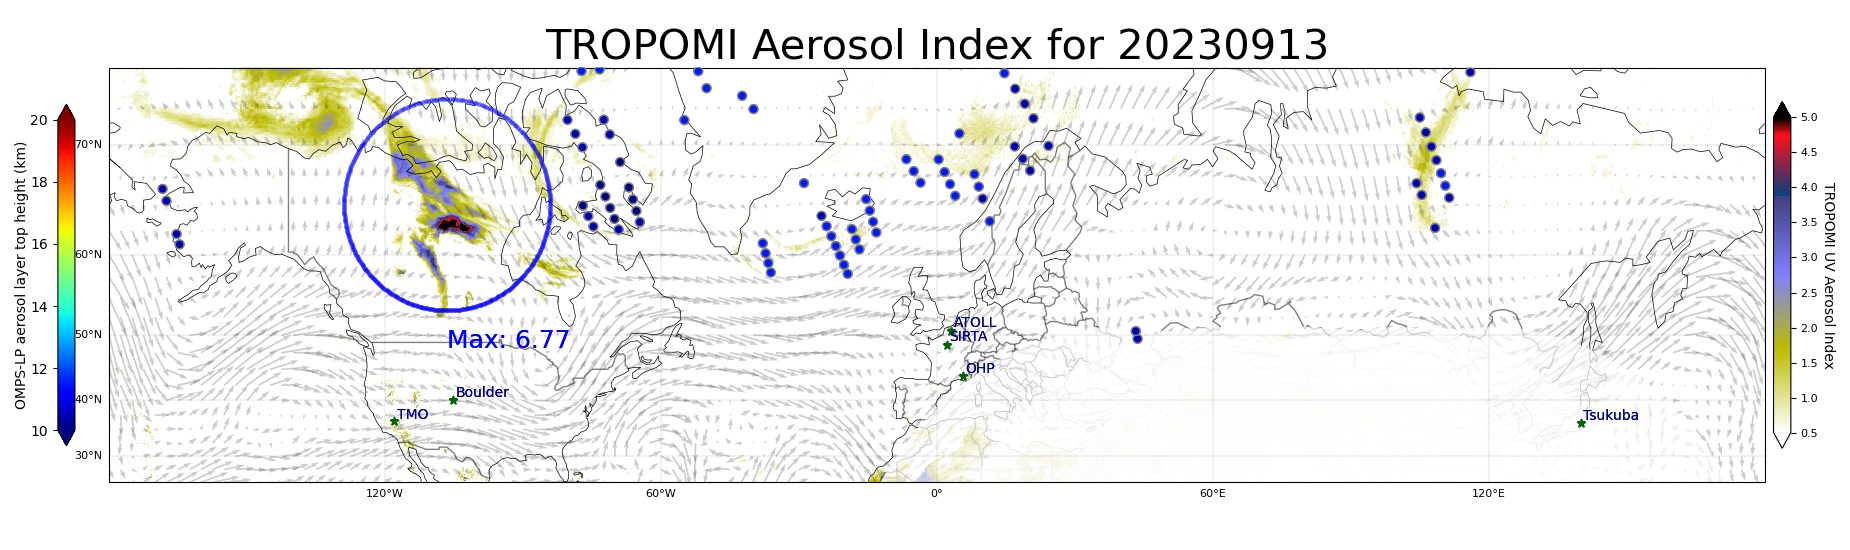 TROPOMI Aerosol Index for 20230913
OMPS-LP aerosol layer top height (km)
20
18
16
14
12
10
70°N
60°N
50°N
40°N
30°N
120°W
60°W
0°
60°E
120°E
Max: 6.77
ATOLL
SIRTA
OHP
Boulder
TMO
Tsukuba
5.0
4.5
4.0
3.5
3.0
2.5
2.0
1.5
1.0
0.5
TROPOMI UV Aerosol Index